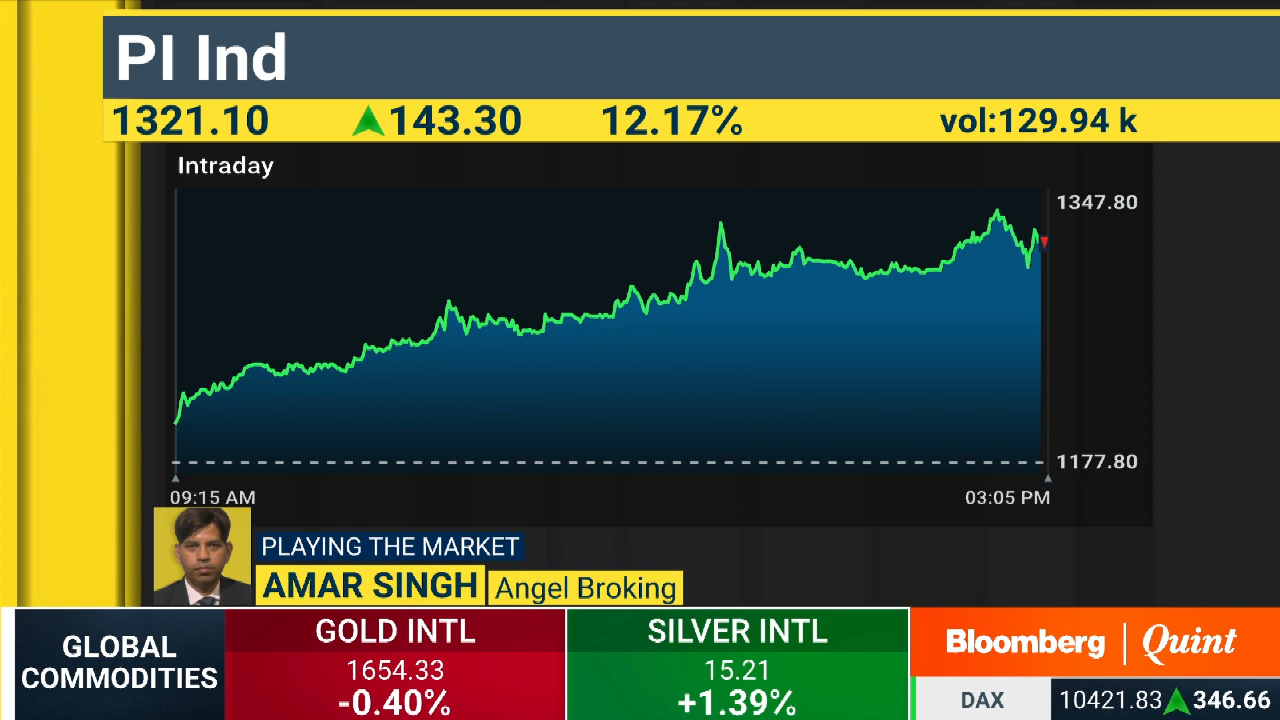 PI Ind
1321.10 143.30 12.17% vol:129.94 k
Intraday
1347.80
1177.80
09:15 AM 03:05 PM
PLAYING THE MARKET
AMAR SINGH Angel Broking
GLOBAL COMMODITIES
GOLD INTL
1654.33
-0.40%
SILVER INTL
15.21
+1.39%
Bloomberg | Quint
DAX 10421.83 346.66